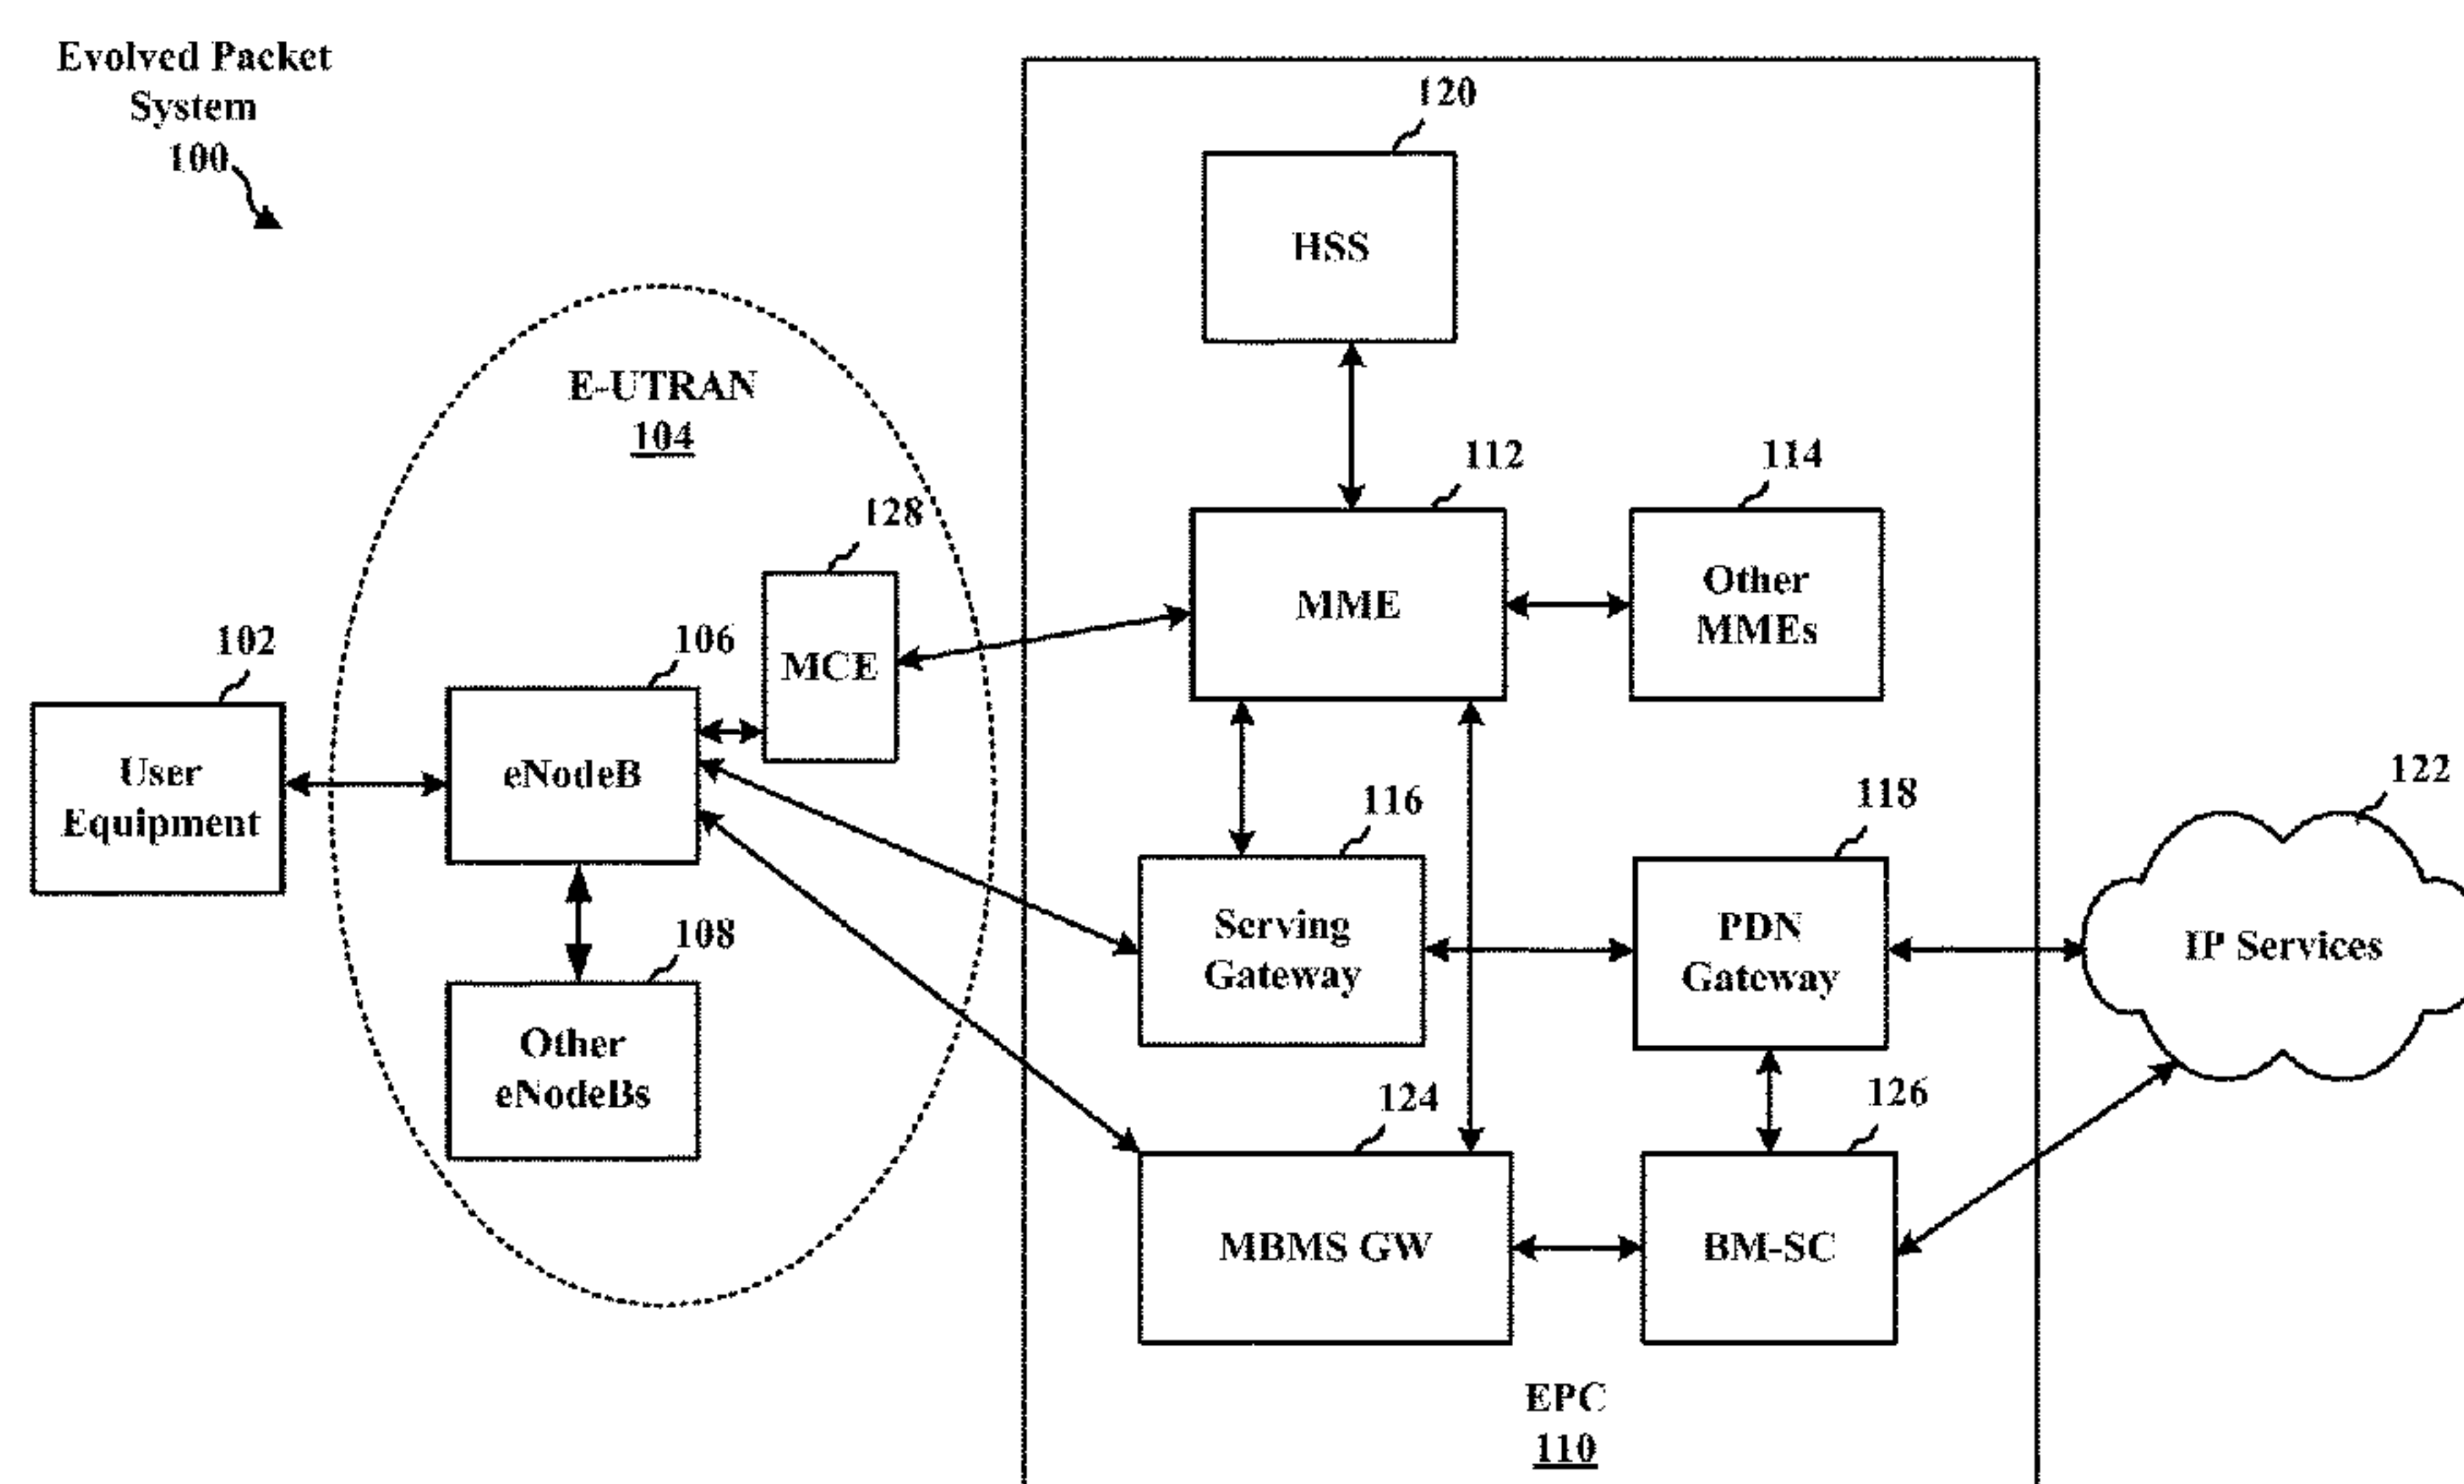 Evolved Packet
System
100
120
HSS
E-UTRAN
104
112
114
128
MME
Other
MMEs
102
106
MCE
User
Equipment
eNodeB
116
118
122
108
Serving
Gateway
PDN
Gateway
IP Services
Other
eNodeBs
124
126
MBMS GW
BM-SC
EPC
110